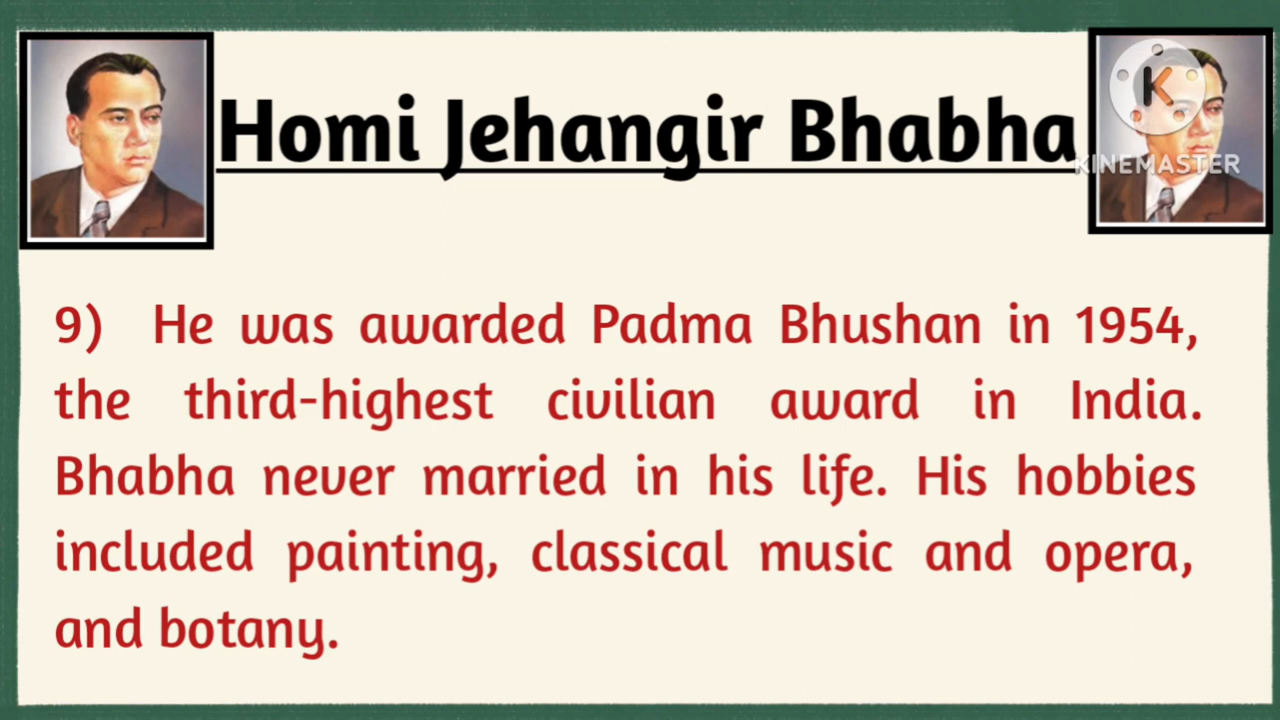 Homi Jehangir Bhabha
K
KINEMASTER
9) He was awarded Padma Bhushan in 1954,
the third-highest civilian award in India.
Bhabha never married in his life. His hobbies
included painting, classical music and opera,
and botany.